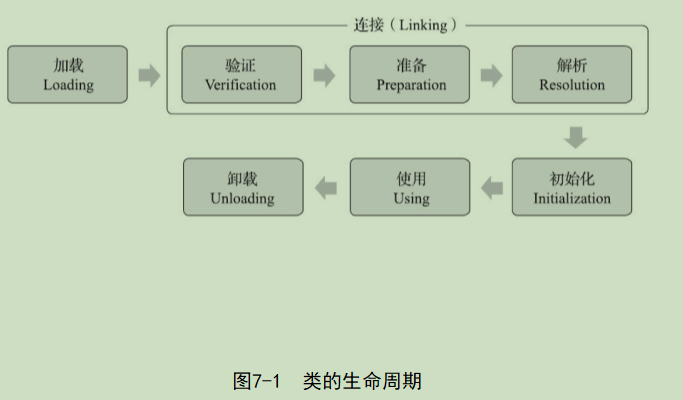 连接（Linking）
加载
Loading
验证
Verification
准备
Preparation
解析
Resolution
卸载
Unloading
使用
Using
初始化
Initialization
图7-1 类的生命周期